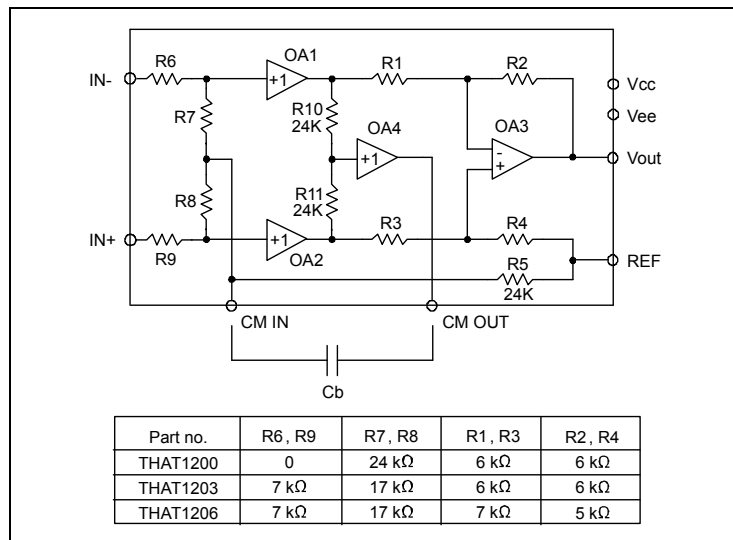 OA1
R6
R1
R2
IN-
+1
Vcc
R10
24K
R7
OA4
OA3
Vee
+1
-
+
Vout
R8
R11
24K
R3
R4
IN+
+1
R9
OA2
R5
24K
REF
CM IN
CM OUT
Cb
Part no. R6 , R9 R7 , R8 R1 , R3 R2 , R4
THAT1200 0 24 kΩ 6 kΩ 6 kΩ
THAT1203 7 kΩ 17 kΩ 6 kΩ 6 kΩ
THAT1206 7 kΩ 17 kΩ 7 kΩ 5 kΩ